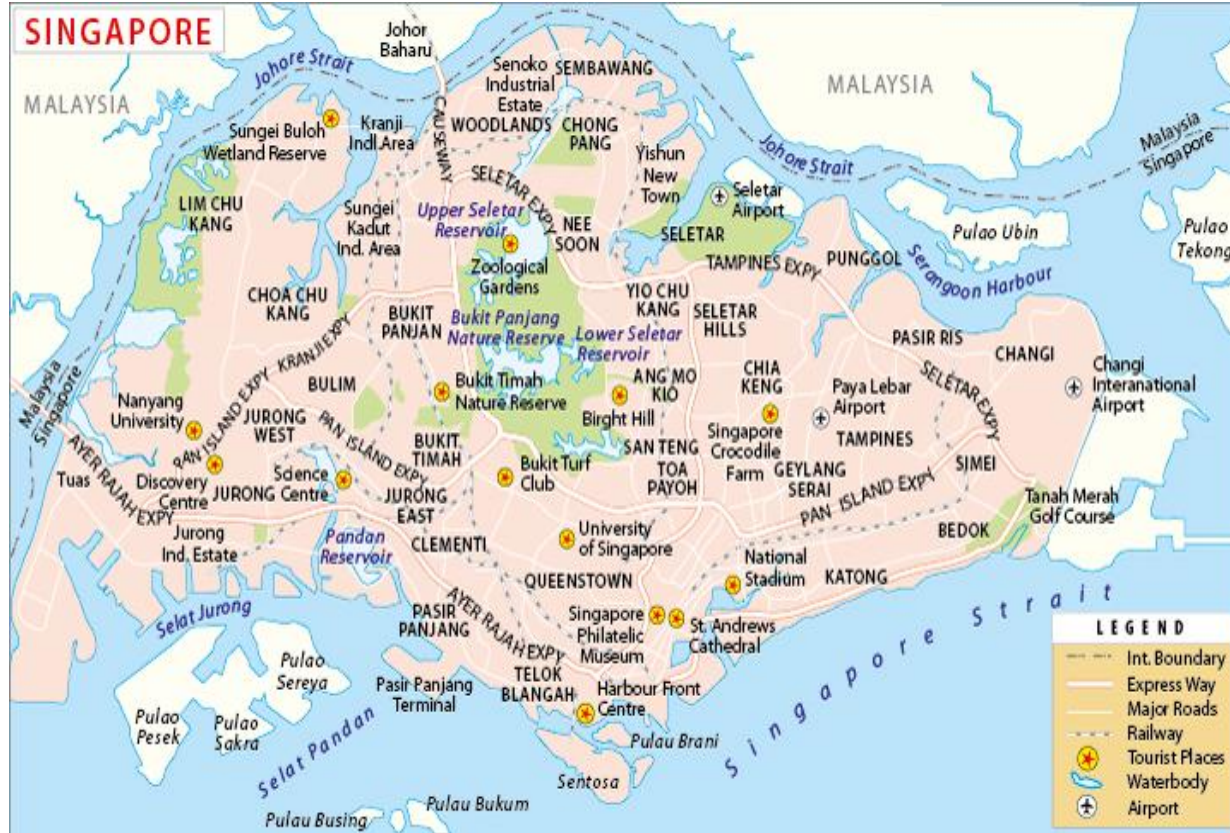 SINGAPORE
Johor
Baharu
Johore Strait
MALAYSIA
MALAYSIA
Senoko
Industrial
Estate
SEMBAWANG
WOODLANDS
CHONG
PANG
CAUSEWAY
Sungei Buloh
Wetland Reserve
Kranji
Indl.Area
Yishun
New
Town
Johore Strait
Malaysia
Singapore
Seletar
Airport
SELETAR EXPY
LIM CHU
KANG
Sungei
Kadut
Ind. Area
Upper Seletar
Reservoir
NEE
SOON
SELETAR
Pulao Ubin
Pulao
Tekong
Zoological
Gardens
TAMPINES EXPY
PUNGGOL
Serangoon Harbour
CHOA CHU
KANG
BUKIT
PANJAN
YIO CHU
KANG
SELETAR
HILLS
Bukit Panjang
Nature Reserve
Lower Seletar
Reservoir
PASIR RIS
CHANGI
KRANJI EXPY
BULIM
Bukit Timah
Nature Reserve
ANG MO
KIO
Birght Hill
CHIA
KENG
Paya Lebar
Airport
SELETAR EXPY
Changi
Interanational
Airport
Malaysia
Singapore
Nanyang
University
PAN ISLAND EXPY
JURONG
WEST
PAN ISLAND EXPY
BUKIT
TIMAH
SAN TENG
Singapore
Crocodile
Farm
TAMPINES
Tuas
AYER RAJAH EXPY
Discovery
Centre
JURONG
Science
Centre
JURONG
EAST
Bukit Turf
Club
TOA
PAYOH
GEYLANG
SERAI
PAN ISLAND EXPY
SJMEI
Tanah Merah
Golf Course
Jurong
Ind. Estate
Pandan
Reservoir
CLEMENTI
University
of Singapore
BEDOK
National
Stadium
KATONG
QUEENSTOWN
Selat Jurong
PASIR
PANJANG
AYER RAJAH EXPY
Singapore
Philatelic
Museum
St. Andrews
Cathedral
Singapore Strait
Pulao
Sereya
Pulao
Pesek
Pulao
Sakra
Pasir Panjang
Terminal
TELOK
BLANGAH
Harbour Front
Centre
Selat Pandan
Pulau Brani
Sentosa
Pulau Bukum
Pulau Busing
LEGEND
Int. Boundary
Express Way
Major Roads
Railway
Tourist Places
Waterbody
Airport